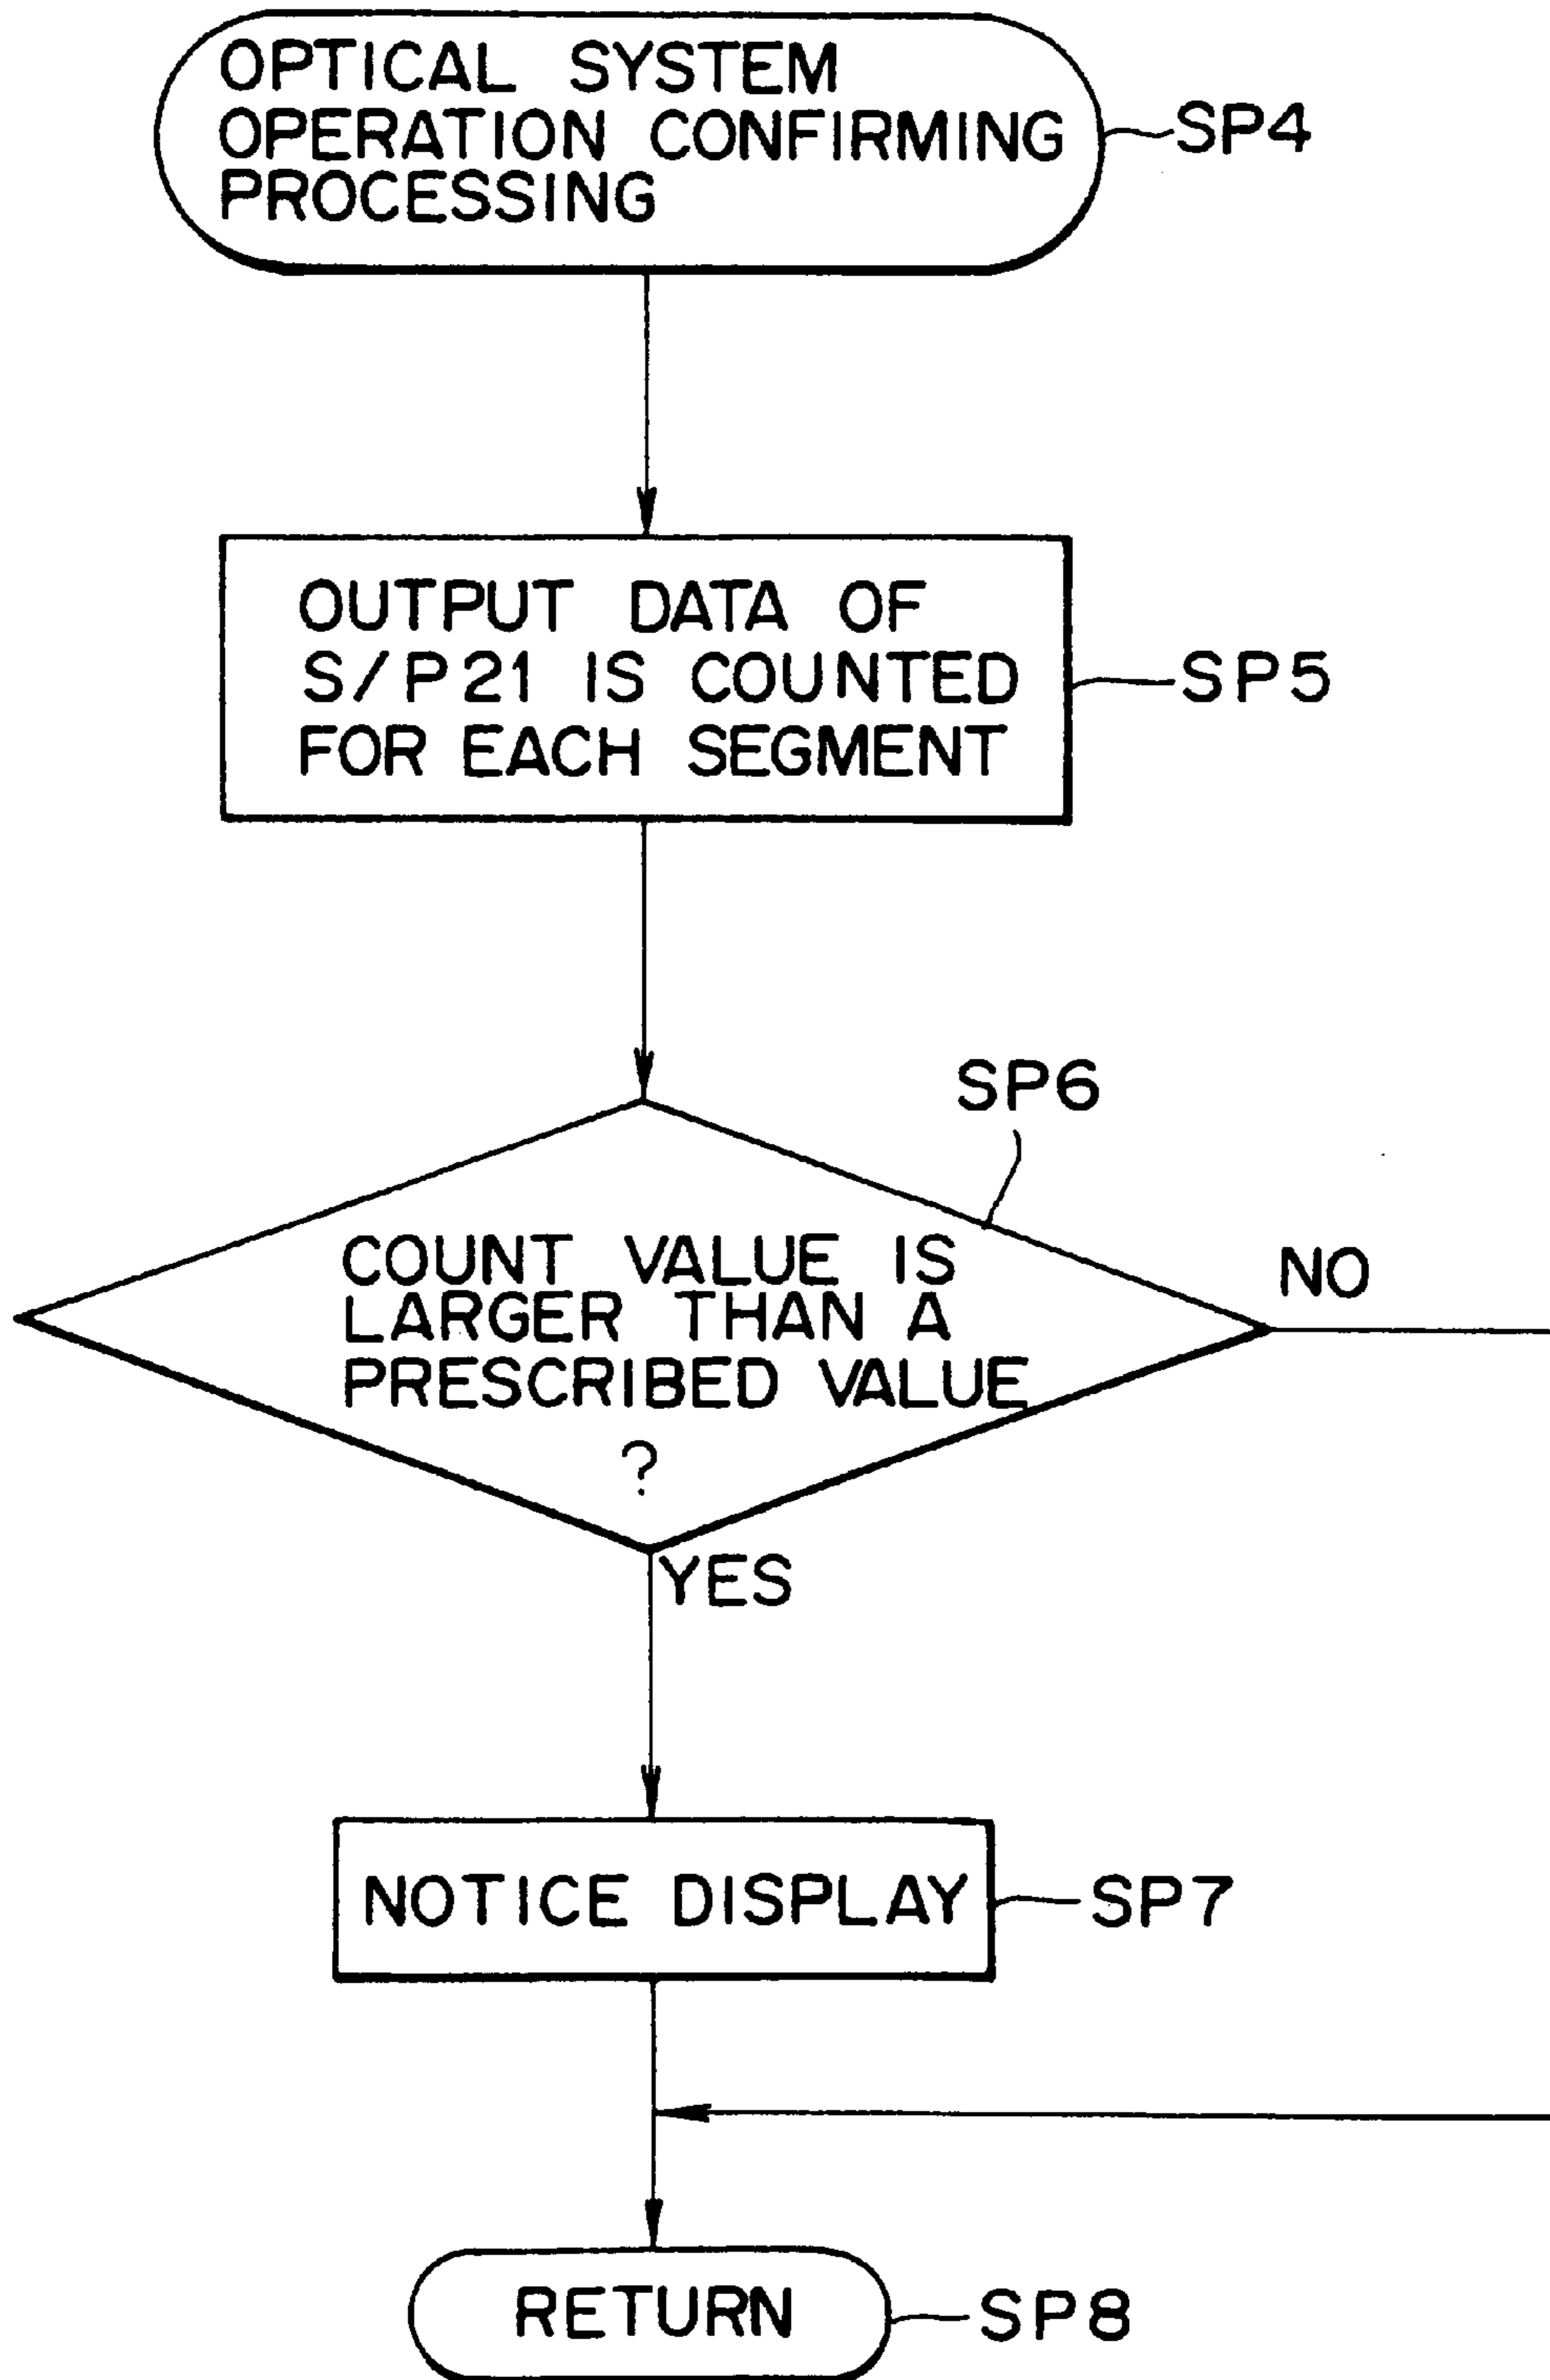 OPTICAL SYSTEM
OPERATION CONFIRMING
PROCESSING
SP4
OUTPUT DATA OF
S/P21 IS COUNTED
FOR EACH SEGMENT
SP5
SP6
COUNT VALUE IS
LARGER THAN A
PRESCRIBED VALUE
?
NO
YES
NOTICE DISPLAY
SP7
RETURN
SP8